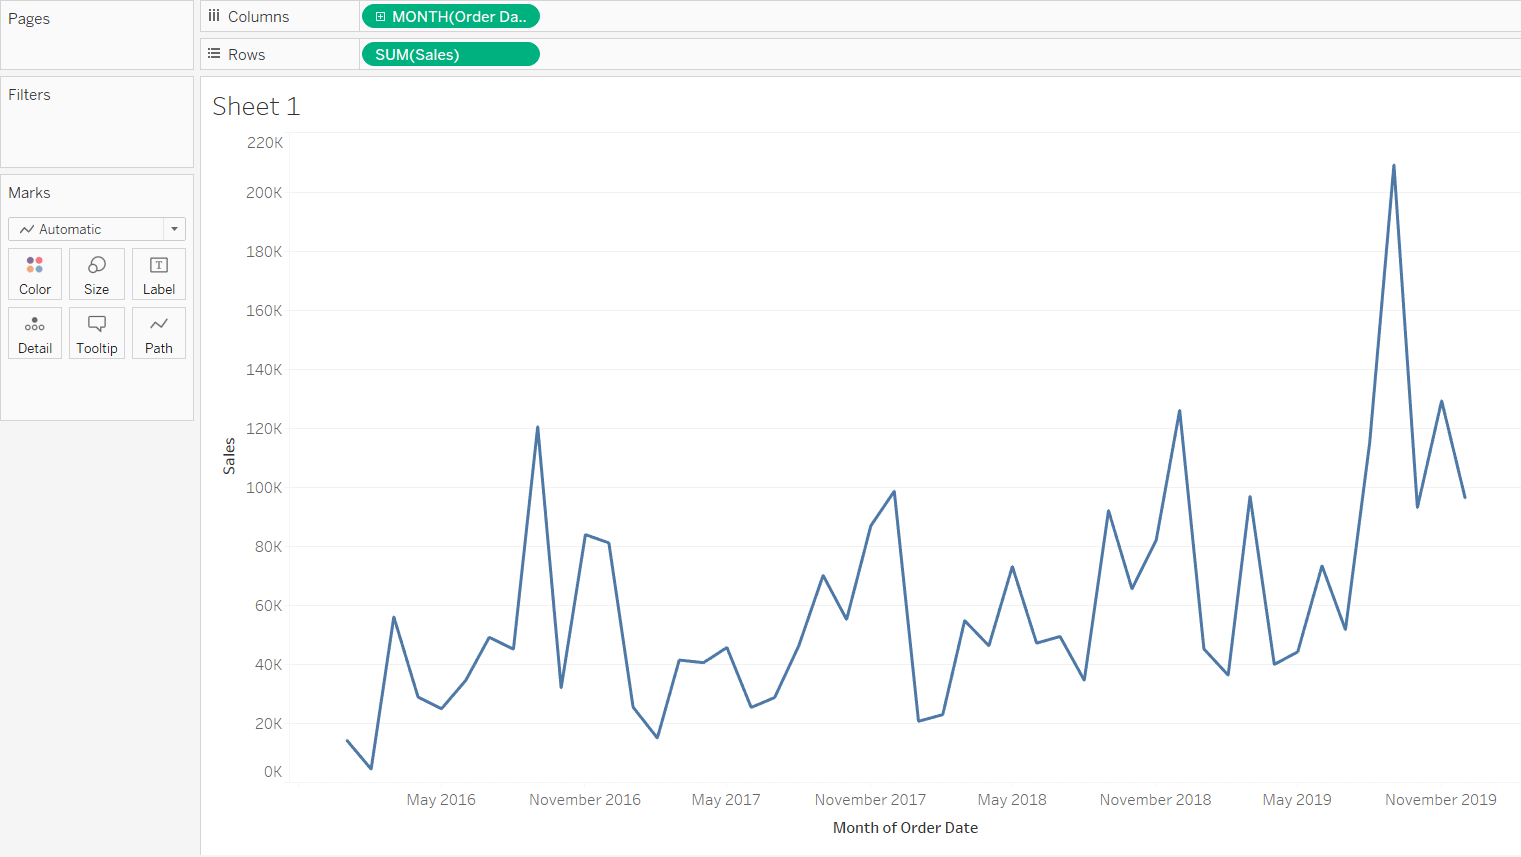 Pages
Columns
MONTH(Order Da..
Rows
SUM(Sales)
Filters
Marks
Automatic
Color
Size
T
Label
Detail
Tooltip
Path
Sheet 1
220K
200K
180K
160K
140K
120K
100K
80K
60K
40K
20K
0K
Sales
May 2016
November 2016
May 2017
November 2017
May 2018
November 2018
May 2019
November 2019
Month of Order Date